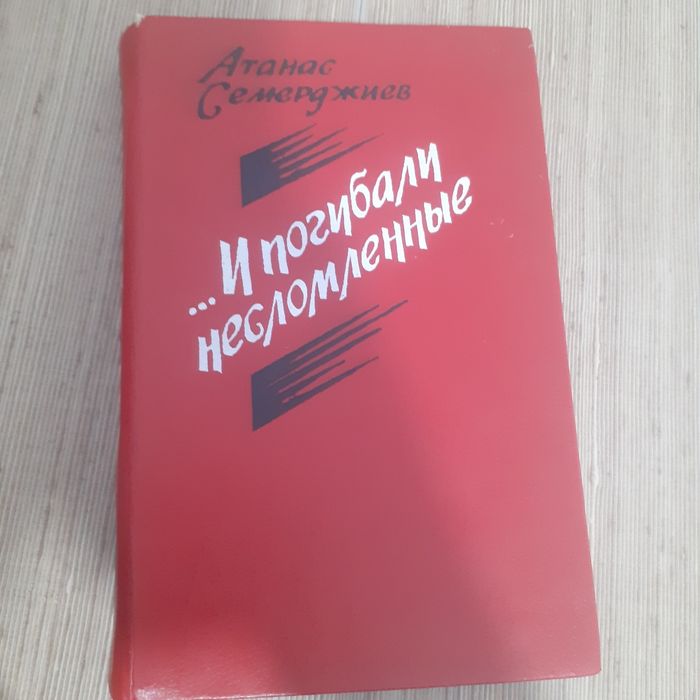 Атанас
Семерджиев
...И погибали
несломленные